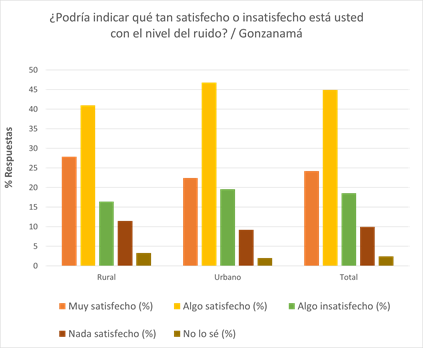 ¿Podría indicar qué tan satisfecho o insatisfecho está usted
con el nivel del ruido? / Gonzanamá
% Respuestas
50
45
40
35
30
25
20
15
10
5
0
Rural
Urbano
Total
Muy satisfecho (%)
Algo satisfecho (%)
Algo insatisfecho (%)
Nada satisfecho (%)
No lo sé (%)